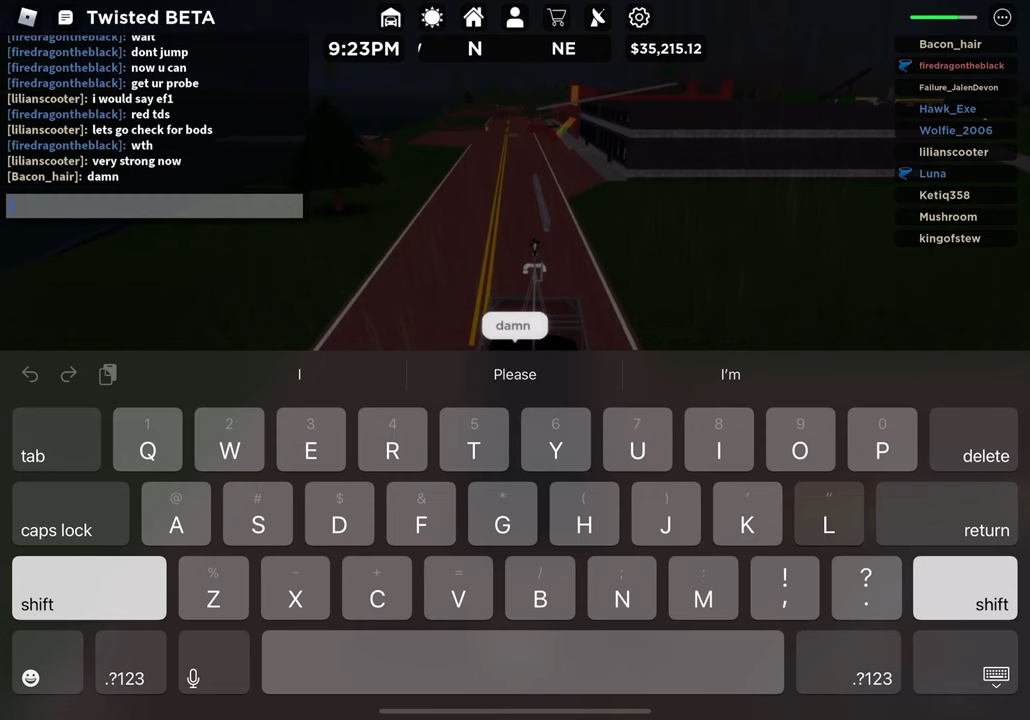 Twisted BETA
[firedragontheblack]: wait
[firedragontheblack]: dont jump
[firedragontheblack]: now u can
[firedragontheblack]: get ur probe
[lilianscooter]: i would say ef1
[firedragontheblack]: red tds
[lilianscooter]: lets go check for bods
[firedragontheblack]: wth
[lilianscooter]: very strong now
[Bacon_hair]: damn
9:23PM
N NE
$35,215.12
Bacon_hair
firedragontheblack
Failure_JalenDevon
Hawk_Exe
Wolfie_2006
lilianscooter
Luna
Ketiq358
Mushroom
kingofstew
damn
I Please I'm
1 2 3 4 5 6 7 8 9 0
tab Q W E R T Y U I O P delete
@ # $ & * ( ) ' "
caps lock A S D F G H J K L return
% - + = / ; : ! ?
shift Z X C V B N M , . shift
.?123 .?123